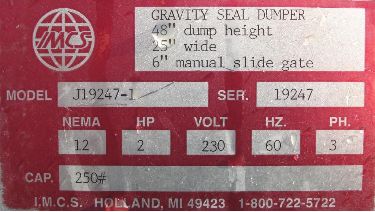 GRAVITY SEAL DUMPER
48" dump height
25" wide
6" manual slide gate
IMCS
MODEL J19247-1 SER. 19247
NEMA HP VOLT HZ. PH.
12 2 230 60 3
CAP. 250#
I.M.C.S. HOLLAND, MI 49423 1-800-722-5722